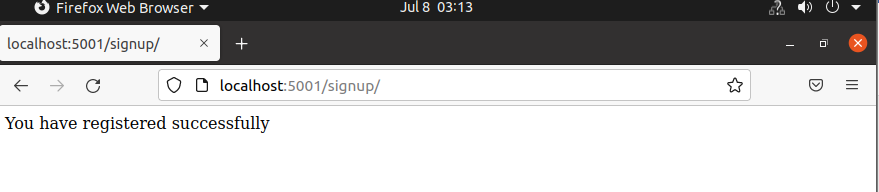 Firefox Web Browser Jul 8 03:13
localhost:5001/signup/
localhost:5001/signup/
You have registered successfully